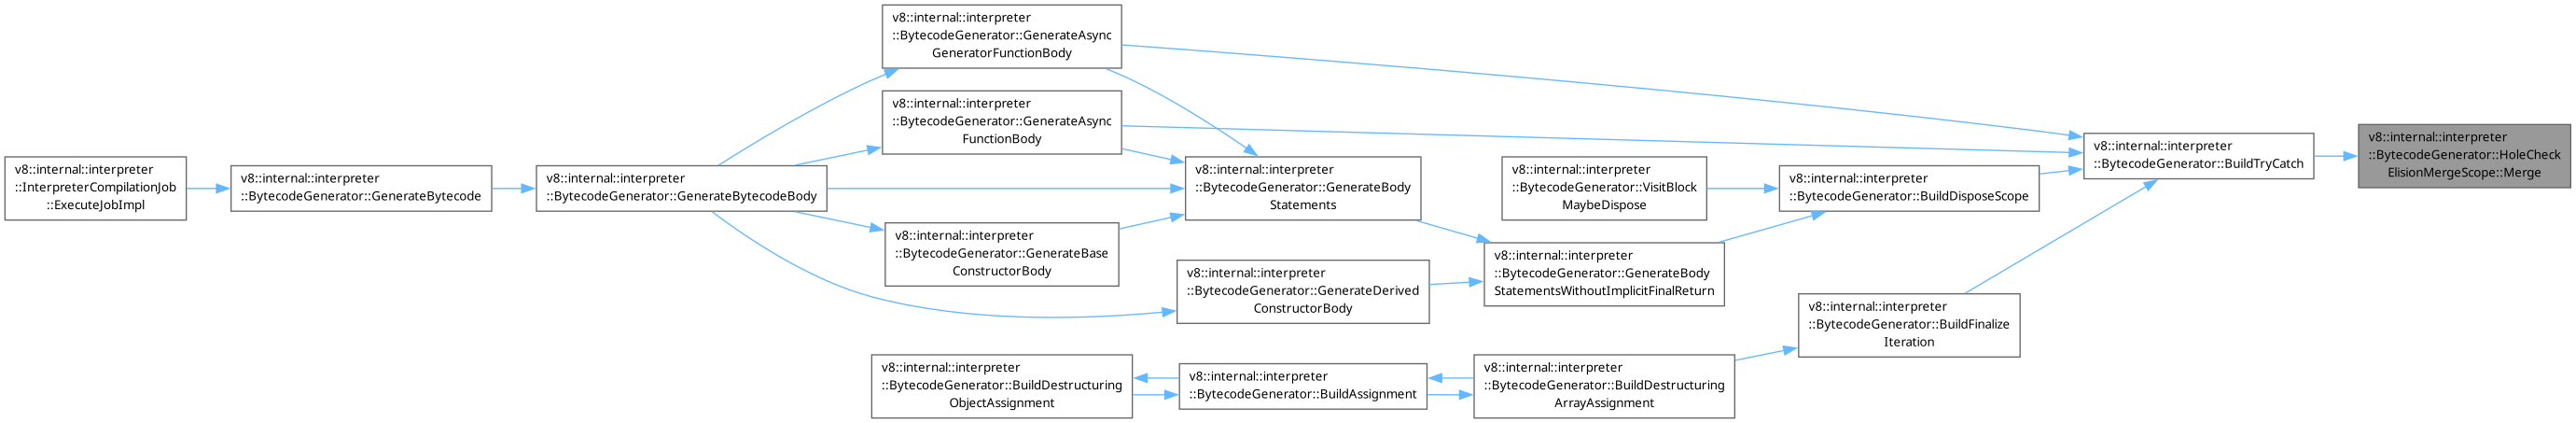 v8::internal::interpreter
::InterpreterCompilationJob
::ExecuteJobImpl
v8::internal::interpreter
::BytecodeGenerator::GenerateBytecode
v8::internal::interpreter
::BytecodeGenerator::GenerateBytecodeBody
v8::internal::interpreter
::BytecodeGenerator::GenerateAsync
GeneratorFunctionBody
v8::internal::interpreter
::BytecodeGenerator::GenerateAsync
FunctionBody
v8::internal::interpreter
::BytecodeGenerator::GenerateBase
ConstructorBody
v8::internal::interpreter
::BytecodeGenerator::BuildDestructuring
ObjectAssignment
v8::internal::interpreter
::BytecodeGenerator::GenerateBody
Statements
v8::internal::interpreter
::BytecodeGenerator::GenerateDerived
ConstructorBody
v8::internal::interpreter
::BytecodeGenerator::BuildAssignment
v8::internal::interpreter
::BytecodeGenerator::VisitBlock
MaybeDispose
v8::internal::interpreter
::BytecodeGenerator::GenerateBody
StatementsWithoutImplicitFinalReturn
v8::internal::interpreter
::BytecodeGenerator::BuildDestructuring
ArrayAssignment
v8::internal::interpreter
::BytecodeGenerator::BuildDisposeScope
v8::internal::interpreter
::BytecodeGenerator::BuildFinalize
Iteration
v8::internal::interpreter
::BytecodeGenerator::BuildTryCatch
v8::internal::interpreter
::BytecodeGenerator::HoleCheck
ElisionMergeScope::Merge